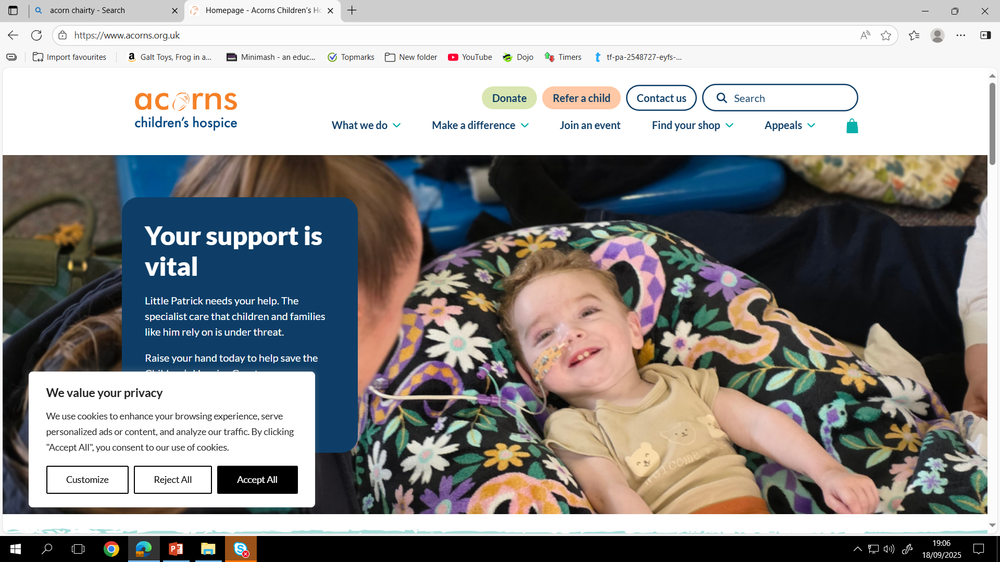 acorn chairty - Search
Homepage - Acorns Children's Ho
https://www.acorns.org.uk
Import favourites
Galt Toys, Frog in a...
Minimash - an educ...
Topmarks
New folder
YouTube
Dojo
Timers
tf-pa-2548727-eyfs-...
acorns
children's hospice
Donate
Refer a child
Contact us
Search
What we do
Make a difference
Join an event
Find your shop
Appeals
Your support is
vital
Little Patrick needs your help. The
specialist care that children and families
like him rely on is under threat.
Raise your hand today to help save the
We value your privacy
We use cookies to enhance your browsing experience, serve
personalized ads or content, and analyze our traffic. By clicking
"Accept All", you consent to our use of cookies.
Customize
Reject All
Accept All
welcome
19:06
18/09/2025